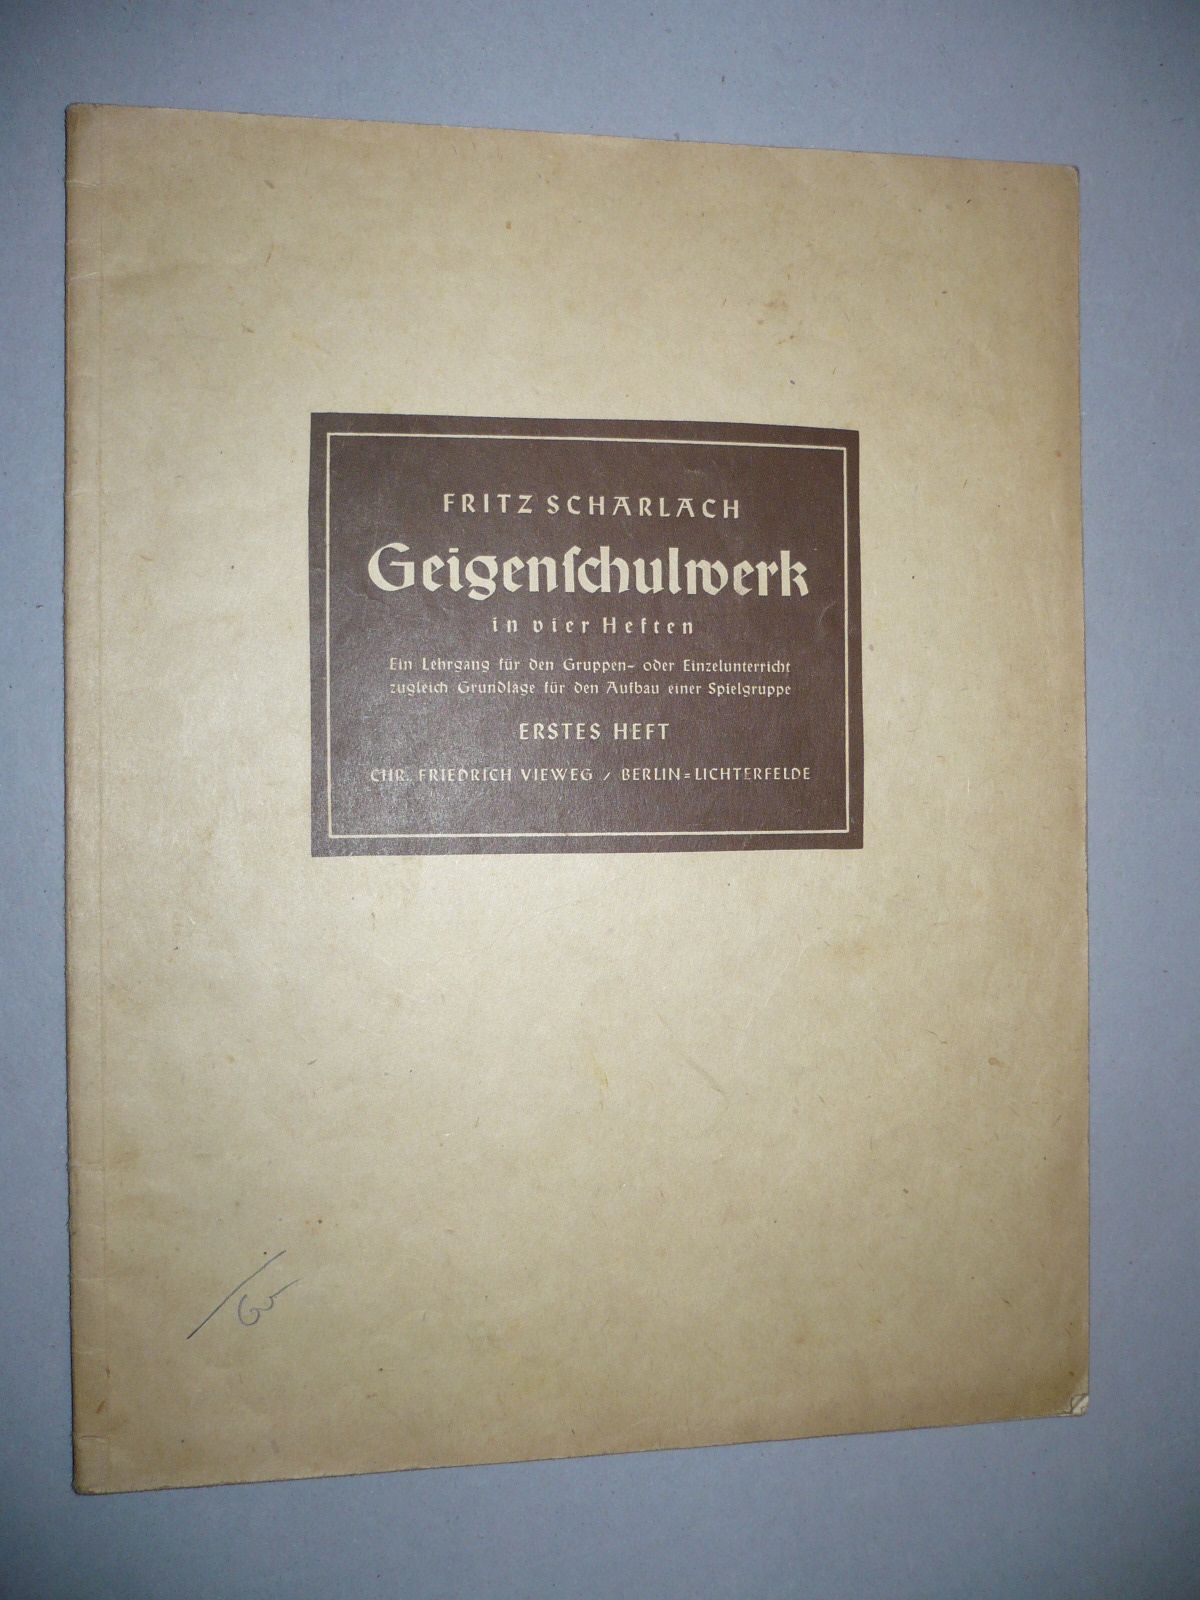 FRITZ SCHARLACH
Geigenſchulwerk
in vier Heften
Ein Lehrgang für den Gruppen- oder Einzelunterricht
zugleich Grundlage für den Aufbau einer Spielgruppe
ERSTES HEFT
CHR. FRIEDRICH VIEWEG / BERLIN=LICHTERFELDE